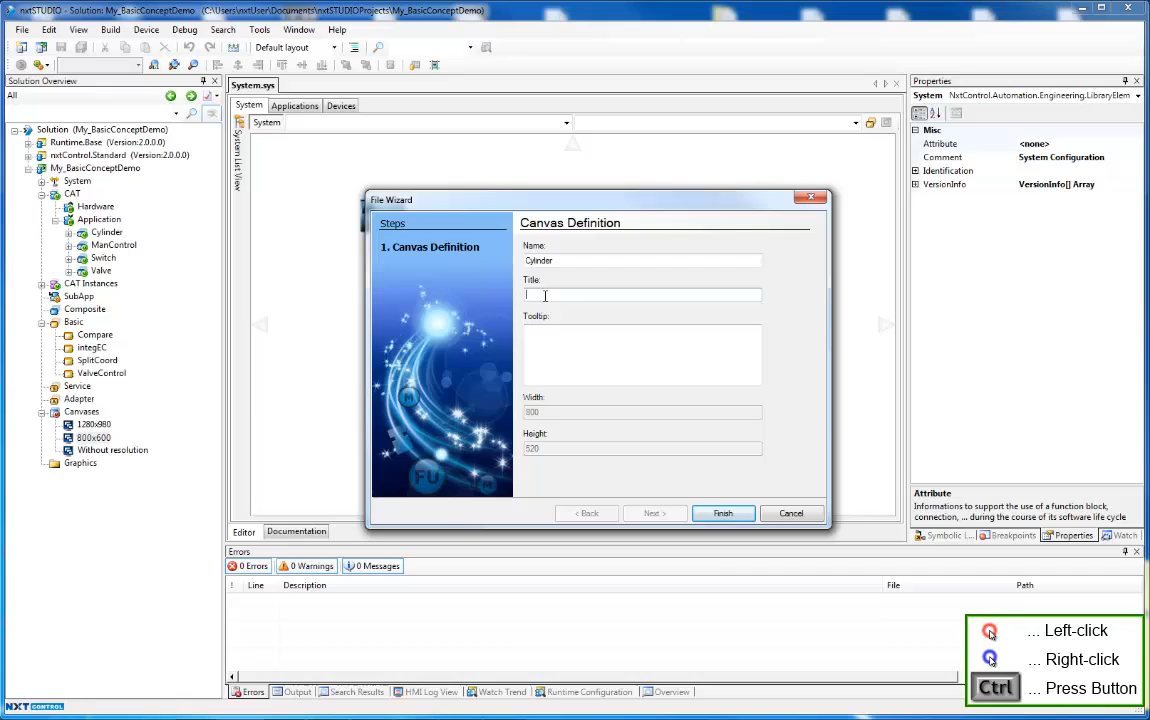 nxtSTUDIO - Solution: My_BasicConceptDemo (C:\Users\nxtUser\Documents\nxtSTUDIOProjects\My_BasicConceptDemo)
File Edit View Build Device Debug Search Tools Window Help
Default layout
Solution Overview
All
Solution (My_BasicConceptDemo)
Runtime.Base (Version:2.0.0.0)
nxtControl.Standard (Version:2.0.0.0)
My_BasicConceptDemo
System
CAT
Hardware
Application
Cylinder
ManControl
Switch
Valve
CAT Instances
SubApp
Composite
Basic
Compare
integEC
SplitCoord
ValveControl
Service
Adapter
Canvases
1280x980
800x600
Without resolution
Graphics
System.sys
System Applications Devices
System
System List View
File Wizard
Steps
1. Canvas Definition
Canvas Definition
Name:
Cylinder
Title:
Tooltip:
Width:
800
Height:
520
< Back Next > Finish Cancel
FU
M
Editor Documentation
Errors
0 Errors 0 Warnings 0 Messages
! Line Description File Path
Errors Output Search Results HMI Log View Watch Trend Runtime Configuration Overview
Properties
System NxtControl.Automation.Engineering.LibraryElem
Misc
Attribute <none>
Comment System Configuration
Identification
VersionInfo VersionInfo[] Array
Attribute
Informations to support the use of a function block, connection, ... during the course of its software life cycle
Symbolic L... Breakpoints Properties Watch
... Left-click
... Right-click
Ctrl ... Press Button
NXTCONTROL